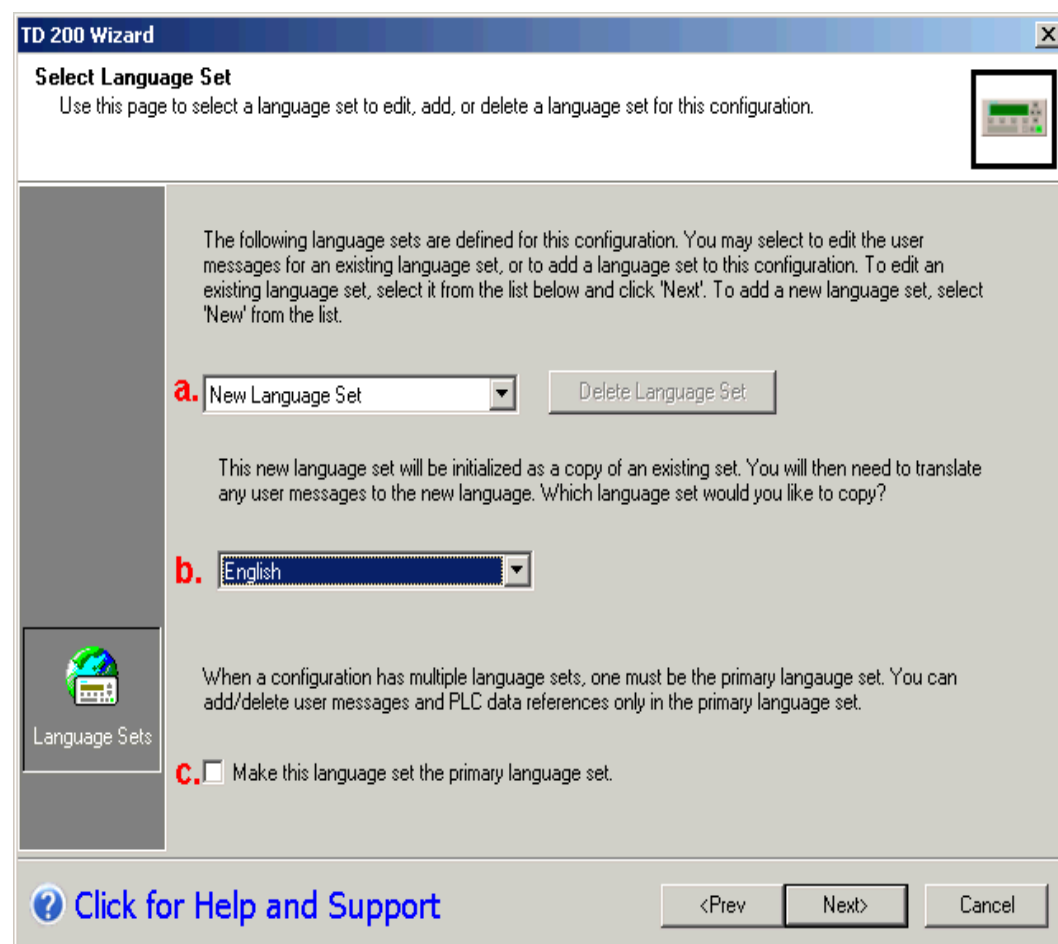 TD 200 Wizard
Select Language Set
Use this page to select a language set to edit, add, or delete a language set for this configuration.
The following language sets are defined for this configuration. You may select to edit the user
messages for an existing language set, or to add a language set to this configuration. To edit an
existing language set, select it from the list below and click 'Next'. To add a new language set, select
'New' from the list.
a. New Language Set
Delete Language Set
This new language set will be initialized as a copy of an existing set. You will then need to translate
any user messages to the new language. Which language set would you like to copy?
b. English
When a configuration has multiple language sets, one must be the primary langauge set. You can
add/delete user messages and PLC data references only in the primary language set.
Language Sets
c. Make this language set the primary language set.
? Click for Help and Support
<Prev
Next>
Cancel